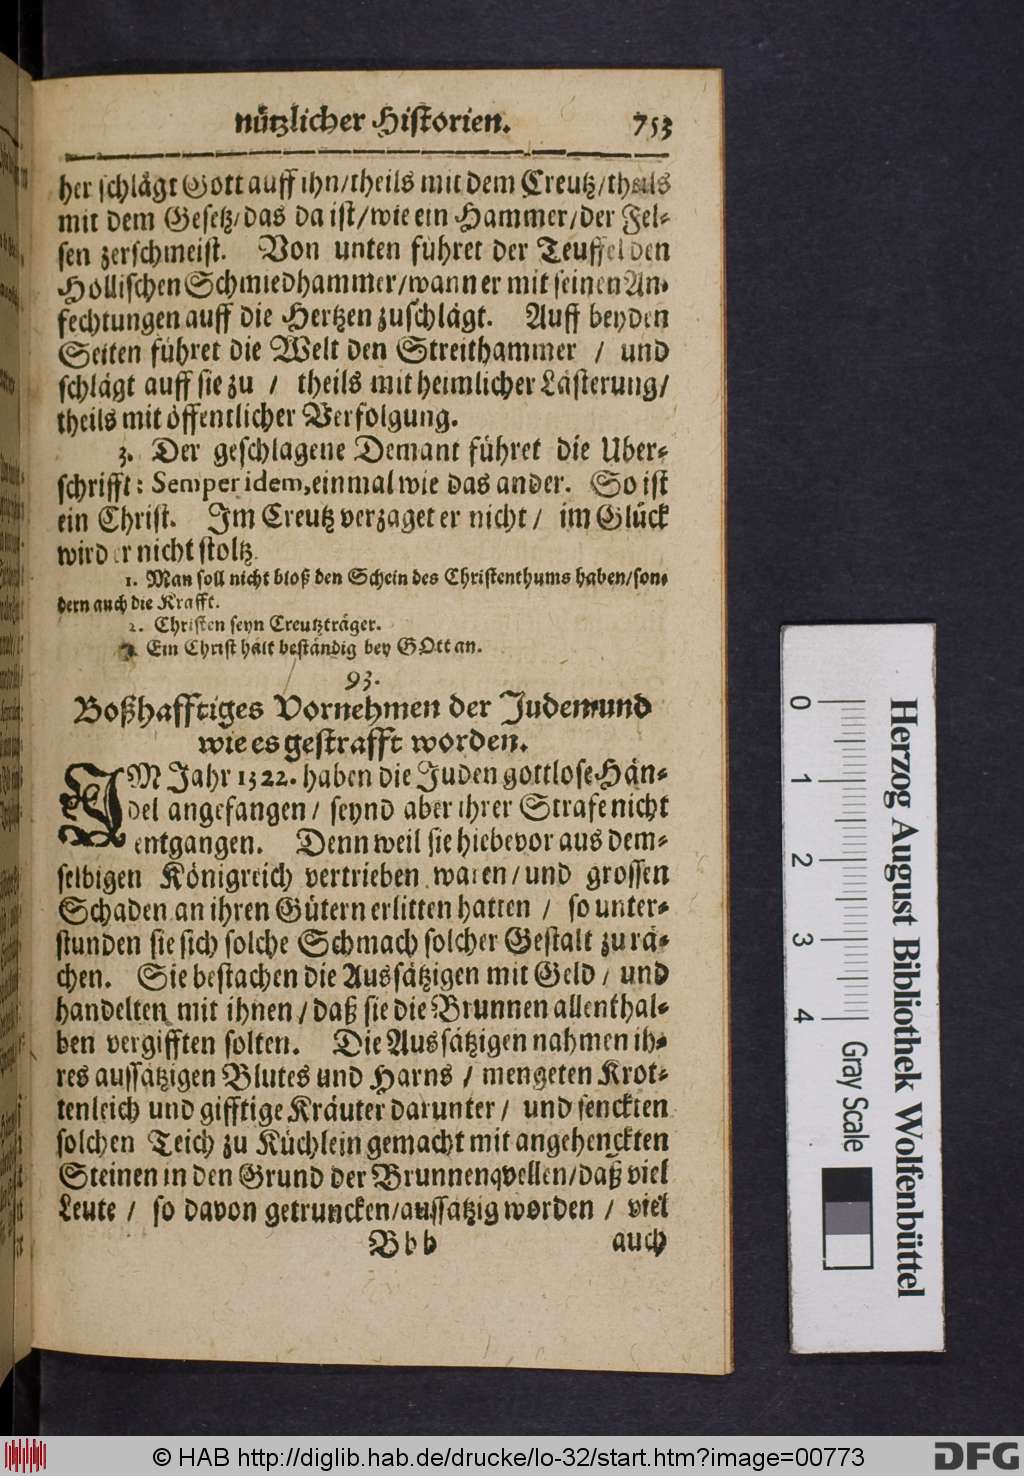 nützlicher Historien. 753
her schlägt Gott auff ihn/theils mit dem Creutz/theils
mit dem Gesetz/das da ist/wie ein Hammer/der Fel-
sen zerschmeist. Von unten führet der Teuffel den
Höllischen Schmiedhammer/wann er mit seinen An-
fechtungen auff die Hertzen zuschlägt. Auff beyden
Seiten führet die Welt den Streithammer / und
schlägt auff sie zu / theils mit heimlicher Lästerung/
theils mit öffentlicher Verfolgung.
3. Der geschlagene Demant führet die Uber-
schrifft: Semper idem, einmal wie das ander. So ist
ein Christ. Im Creutz verzaget er nicht / im Glück
wird er nicht stoltz.
1. Man soll nicht bloß den Schein des Christenthums haben/son-
dern auch die Krafft.
2. Christen seyn Creutzträger.
3. Ein Christ hält beständig bey GOtt an.
93.
Boßhafftiges Vornehmen der Juden und
wie es gestrafft worden.
IM Jahr 1322. haben die Juden gottlose Hän-
del angefangen / seynd aber ihrer Strafe nicht
entgangen. Denn weil sie hiebevor aus dem-
selbigen Königreich vertrieben waren/und grossen
Schaden an ihren Gütern erlitten hatten / so unter-
stunden sie sich solche Schmach solcher Gestalt zu rä-
chen. Sie bestachen die Aussätzigen mit Geld / und
handelten mit ihnen / daß sie die Brunnen allenthal-
ben vergifften solten. Die Aussätzigen nahmen ih-
res aussätzigen Blutes und Harns / mengeten Krot-
tenleich und gifftige Kräuter darunter / und senckten
solchen Teich zu Küchlein gemacht mit angehenckten
Steinen in den Grund der Brunnenqvellen/daß viel
Leute / so davon getruncken/aussätzig worden / viel
Bbb auch
0 1 2 3 4
Gray Scale
Herzog August Bibliothek Wolfenbüttel
© HAB http://diglib.hab.de/drucke/lo-32/start.htm?image=00773
DFG